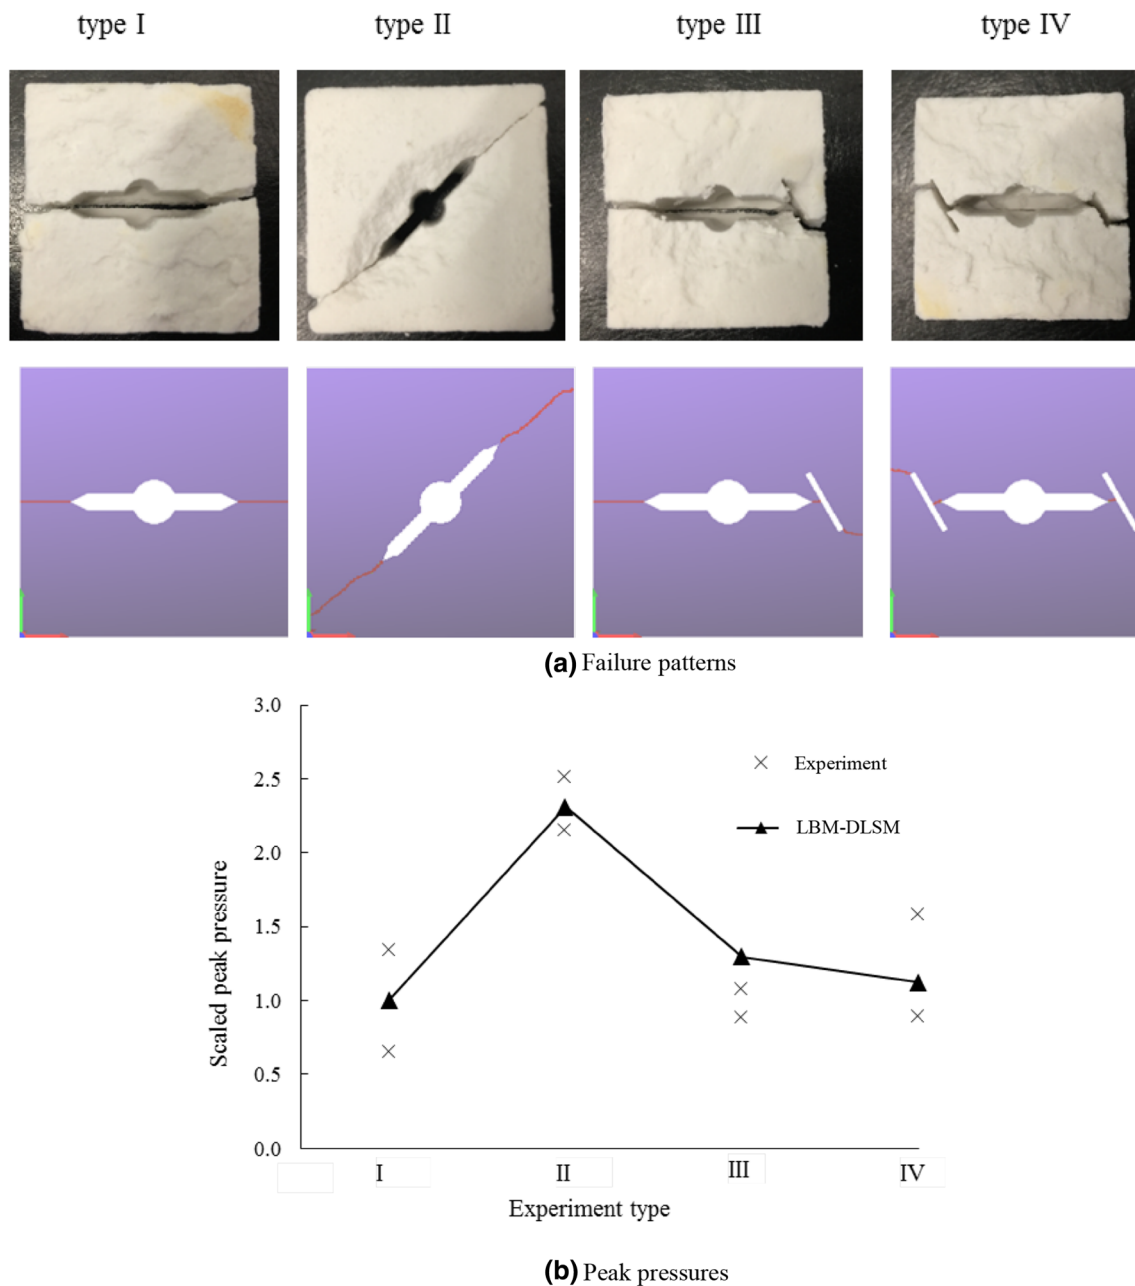 type I type II type III type IV
(a) Failure patterns
3.0
2.5
2.0
1.5
1.0
0.5
0.0
Scaled peak pressure
Experiment
LBM-DLSM
I II III IV
Experiment type
(b) Peak pressures